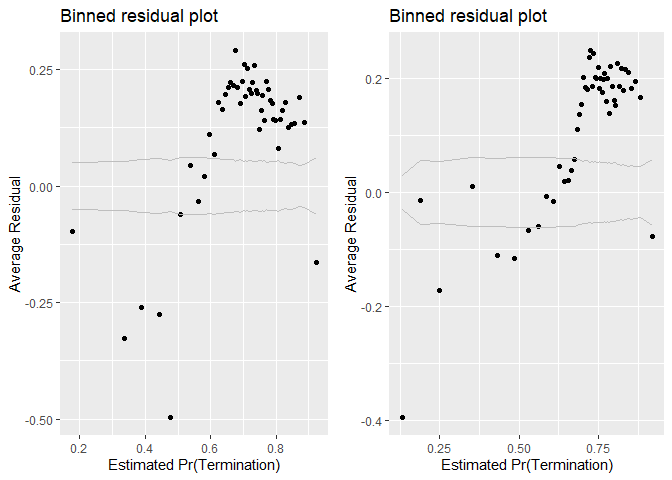 Binned residual plot
Average Residual
0.25
0.00
-0.25
-0.50
0.2 0.4 0.6 0.8
Estimated Pr(Termination)
Binned residual plot
Average Residual
0.2
0.0
-0.2
-0.4
0.25 0.50 0.75
Estimated Pr(Termination)